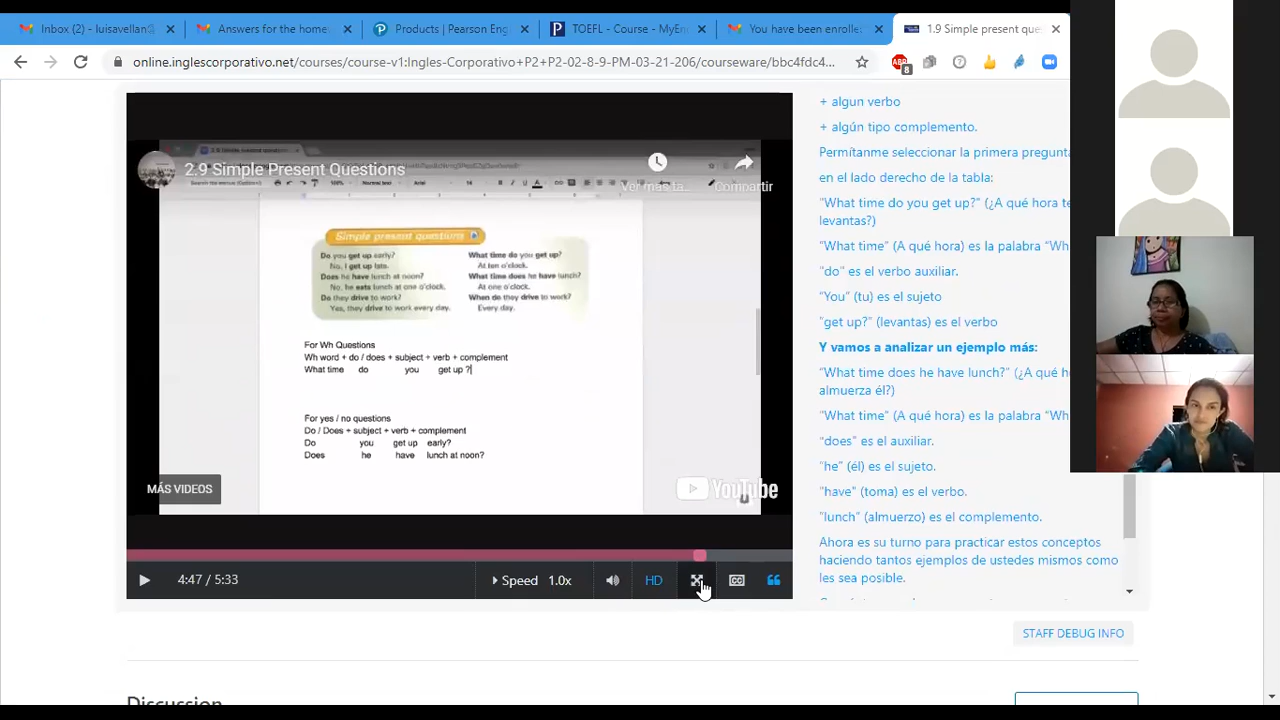 Inbox (2) - luisavellan
Answers for the home
Products | Pearson Eng
TOEFL - Course - MyEn
You have been enrolle
1.9 Simple present que
online.inglescorporativo.net/courses/course-v1:Ingles-Corporativo+P2+P2-02-8-9-PM-03-21-206/courseware/bbc4fdc4...
8
2.9 Simple Present Questions
Ver más ta...
Compartir
Simple present questions
Do you get up early?
No, I get up late.
Does he have lunch at noon?
No, he eats lunch at one o'clock.
Do they drive to work?
Yes, they drive to work every day.
What time do you get up?
At ten o'clock.
What time does he have lunch?
At one o'clock.
When do they drive to work?
Every day.
For Wh Questions
Wh word + do / does + subject + verb + complement
What time do you get up ?
For yes / no questions
Do / Does + subject + verb + complement
Do you get up early?
Does he have lunch at noon?
MÁS VIDEOS
YouTube
4:47 / 5:33
Speed 1.0x
HD
CC
+ algun verbo
+ algún tipo complemento.
Permítanme seleccionar la primera pregunta
en el lado derecho de la tabla:
"What time do you get up?" (¿A qué hora te
levantas?)
"What time" (A qué hora) es la palabra "Wh
"do" es el verbo auxiliar.
"You" (tu) es el sujeto
"get up?" (levantas) es el verbo
Y vamos a analizar un ejemplo más:
"What time does he have lunch?" (¿A qué h
almuerza él?)
"What time" (A qué hora) es la palabra "Wh
"does" es el auxiliar.
"he" (él) es el sujeto.
"have" (toma) es el verbo.
"lunch" (almuerzo) es el complemento.
Ahora es su turno para practicar estos conceptos
haciendo tantos ejemplos de ustedes mismos como
les sea posible.
STAFF DEBUG INFO
Discussion